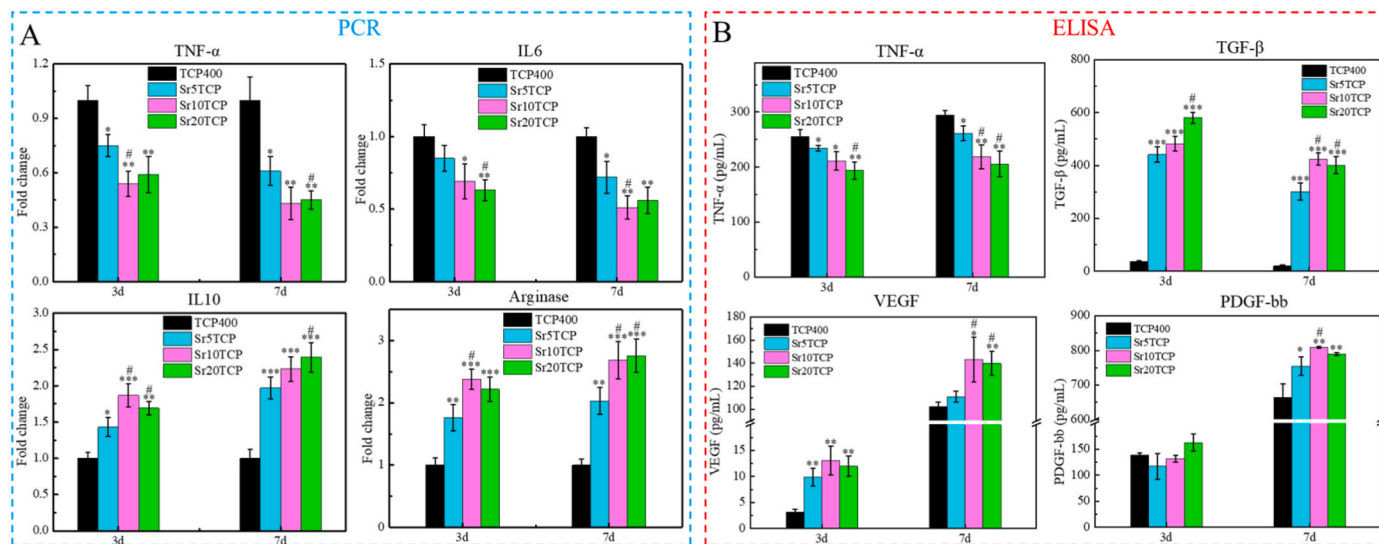 A
PCR
TNF-α
1.2
0.9
0.6
0.3
0.0
Fold change
TCP400
Sr5TCP
Sr10TCP
Sr20TCP
*
#
**
**
*
**
#
**
3d
7d
IL6
1.5
1.0
0.5
0.0
Fold change
TCP400
Sr5TCP
Sr10TCP
Sr20TCP
*
#
**
*
#
**
**
3d
7d
IL10
3.0
2.5
2.0
1.5
1.0
0.5
0.0
Fold change
TCP400
Sr5TCP
Sr10TCP
Sr20TCP
*
#
***
#
**
***
***
#
***
3d
7d
Arginase
3
2
1
0
Fold change
TCP400
Sr5TCP
Sr10TCP
Sr20TCP
**
#
***
***
**
#
***
#
***
3d
7d
B
ELISA
TNF-α
400
300
200
100
0
TNF-α (pg/mL)
TCP400
Sr5TCP
Sr10TCP
Sr20TCP
*
*
#
**
*
#
**
#
**
3d
7d
TGF-β
800
600
400
200
0
TGF-β (pg/mL)
TCP400
Sr5TCP
Sr10TCP
Sr20TCP
***
***
#
***
***
#
***
#
***
3d
7d
VEGF
180
160
140
120
100
15
10
5
0
VEGF (pg/mL)
TCP400
Sr5TCP
Sr10TCP
Sr20TCP
**
**
**
#
*
#
**
3d
7d
PDGF-bb
900
825
750
675
600
150
100
50
0
PDGF-bb (pg/mL)
TCP400
Sr5TCP
Sr10TCP
Sr20TCP
*
#
**
**
3d
7d